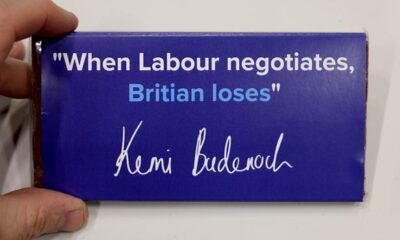 "When Labour negotiates,
Britian loses"
Kemi Badenoch